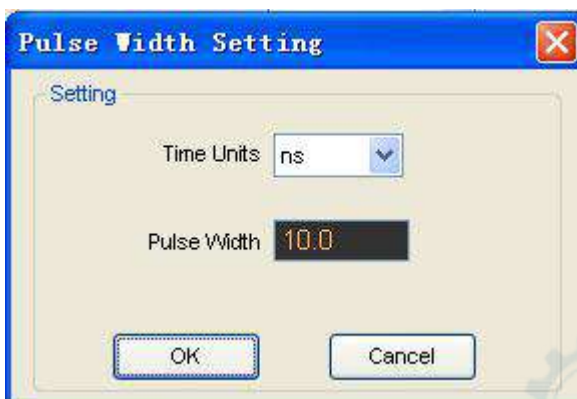 Pulse Width Setting
Setting
Time Units ns
Pulse Width 10.0
OK Cancel